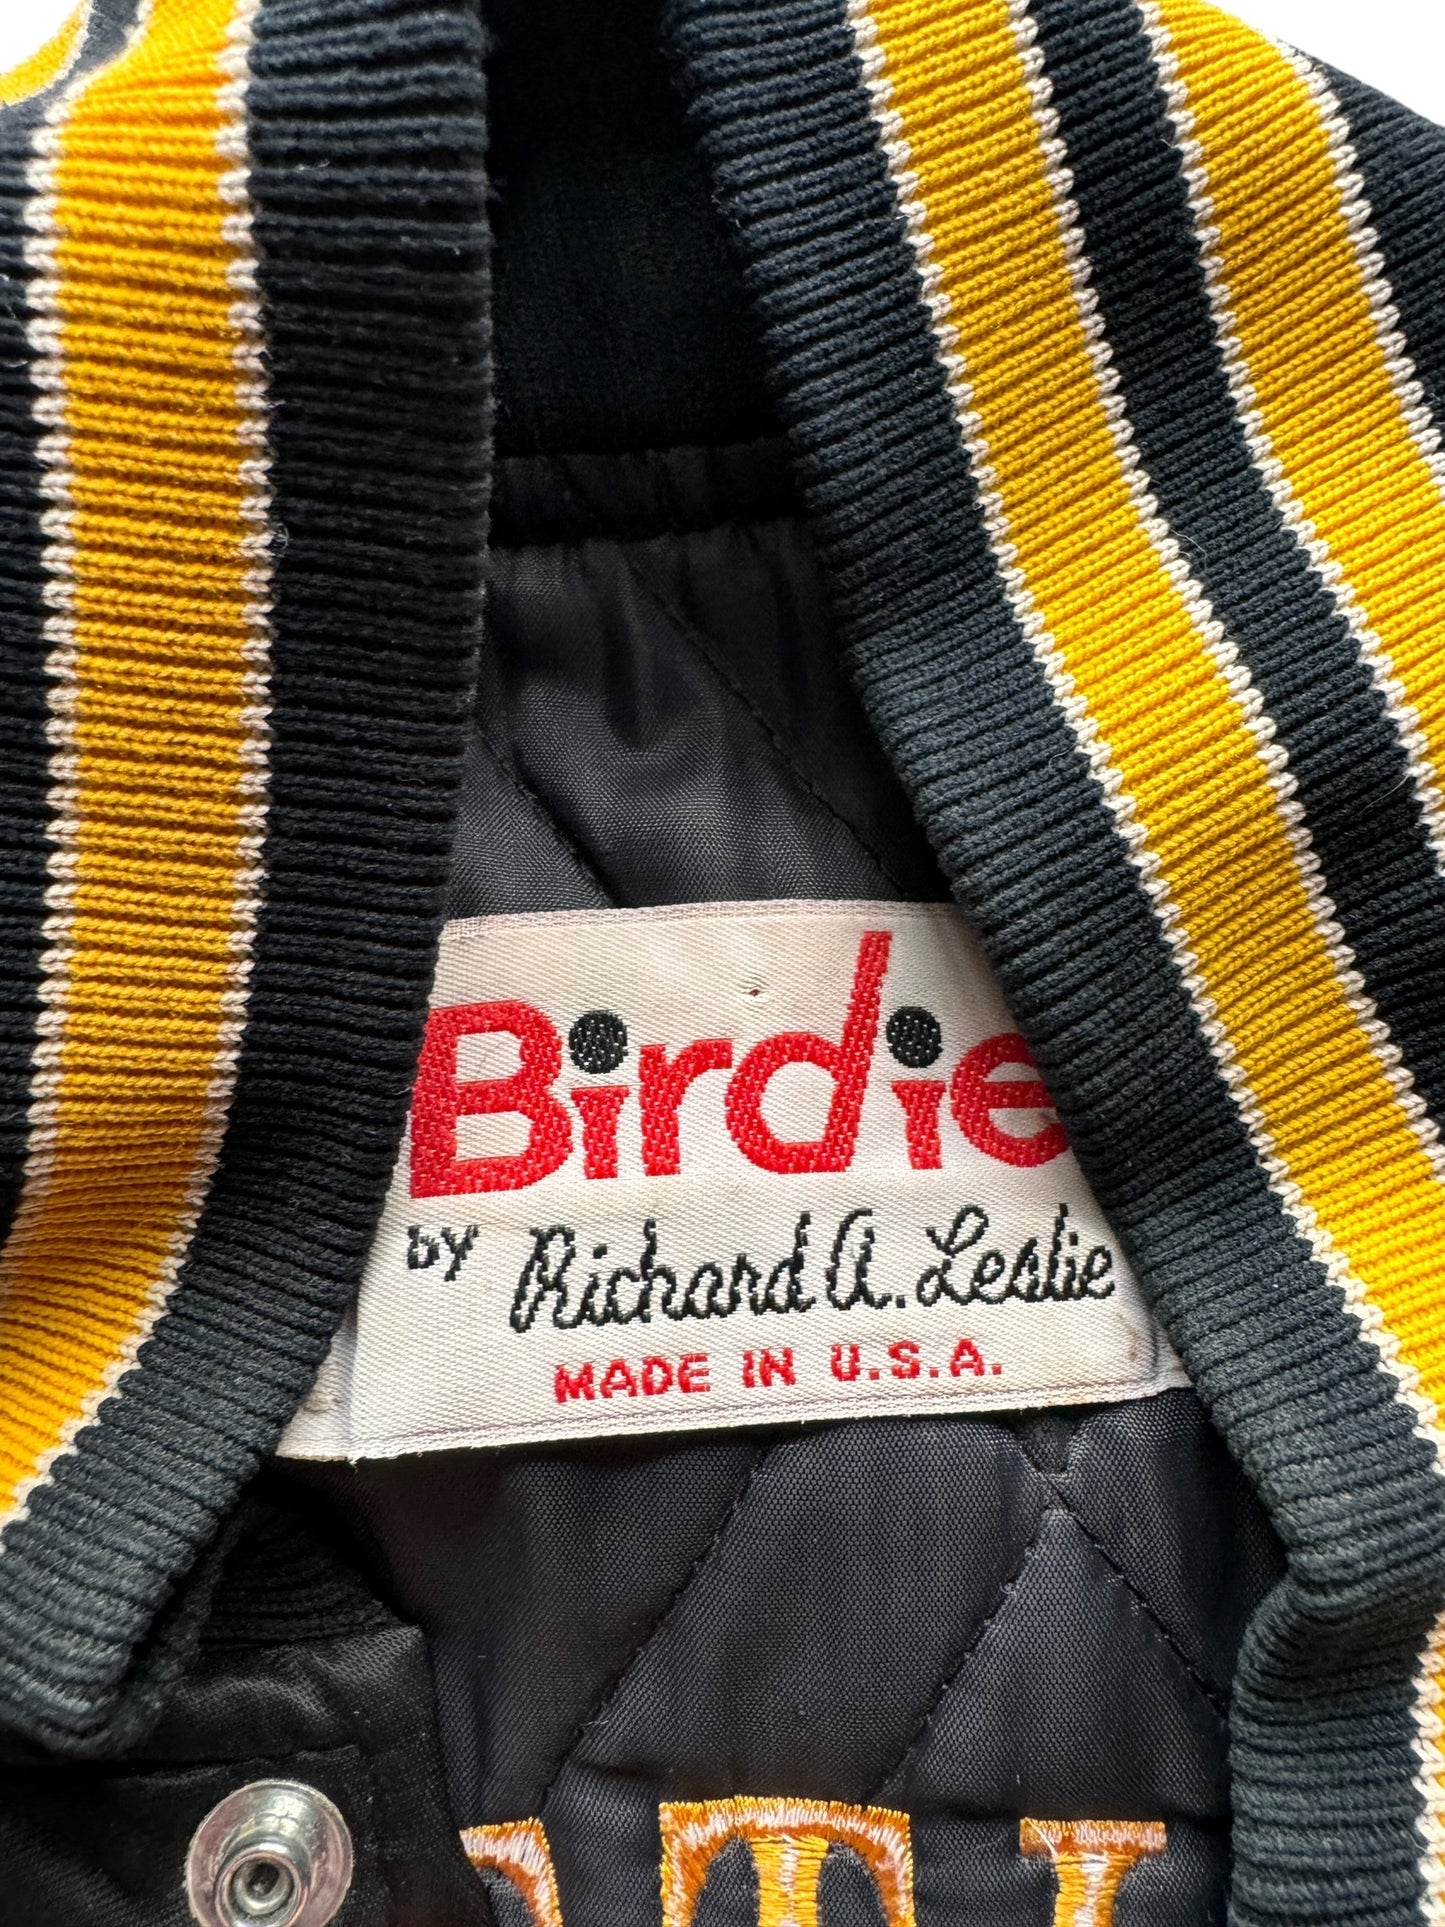 Birdie
by Richard A. Leslie
MADE IN U.S.A.